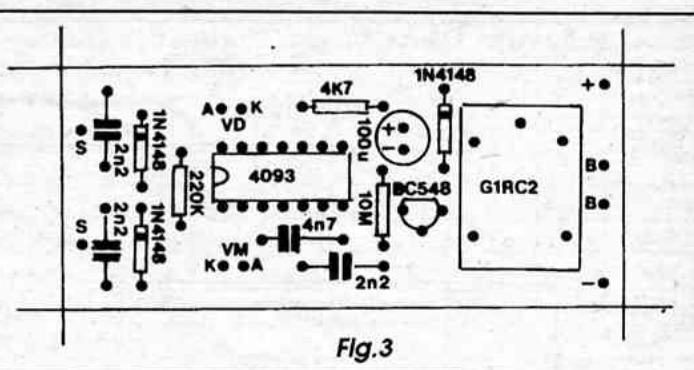 1N4148
+
4K7
A K
VD
1N4148
2n2
S
100u
+
-
4093
220K
10M
BC548
G1RC2
B
B
2n2
S
1N4148
4n7
VM
K A
2n2
-
Fig.3